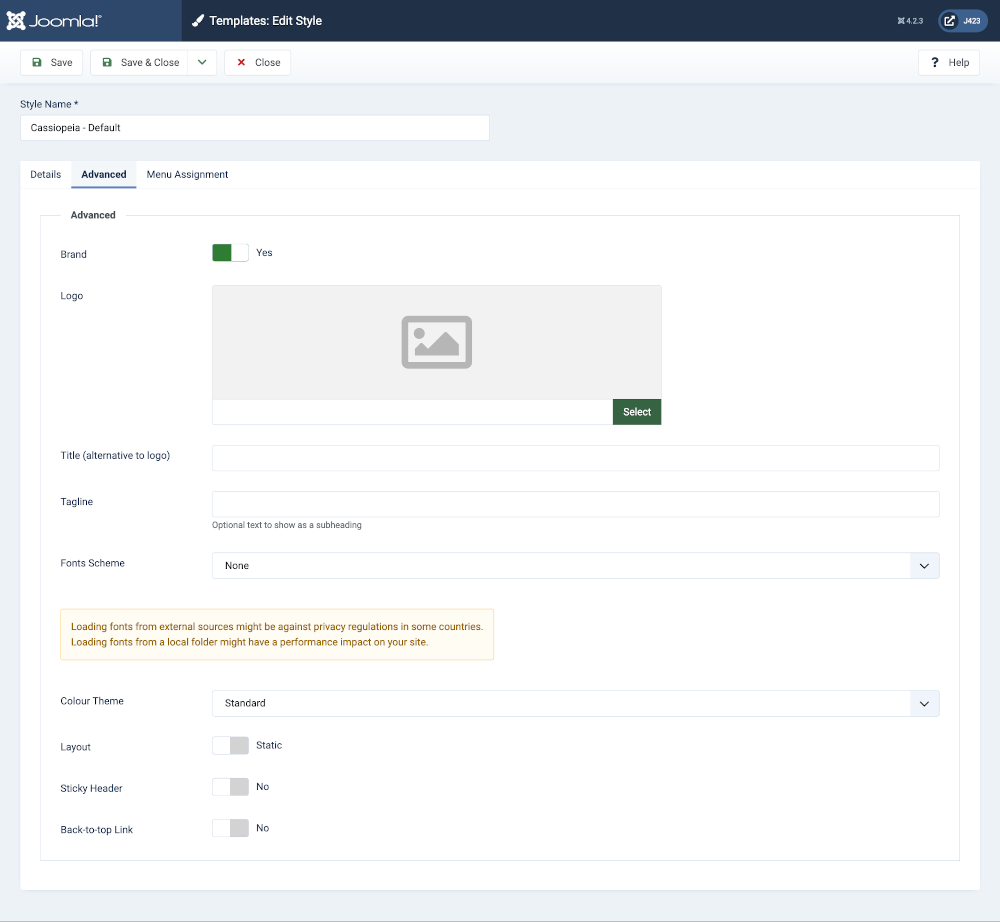 Joomla!® Templates: Edit Style 4.2.3 J423
Save Save & Close Close ? Help
Style Name *
Cassiopeia - Default
Details Advanced Menu Assignment
Advanced
Brand Yes
Logo
Select
Title (alternative to logo)
Tagline
Optional text to show as a subheading
Fonts Scheme None
Loading fonts from external sources might be against privacy regulations in some countries.
Loading fonts from a local folder might have a performance impact on your site.
Colour Theme Standard
Layout Static
Sticky Header No
Back-to-top Link No